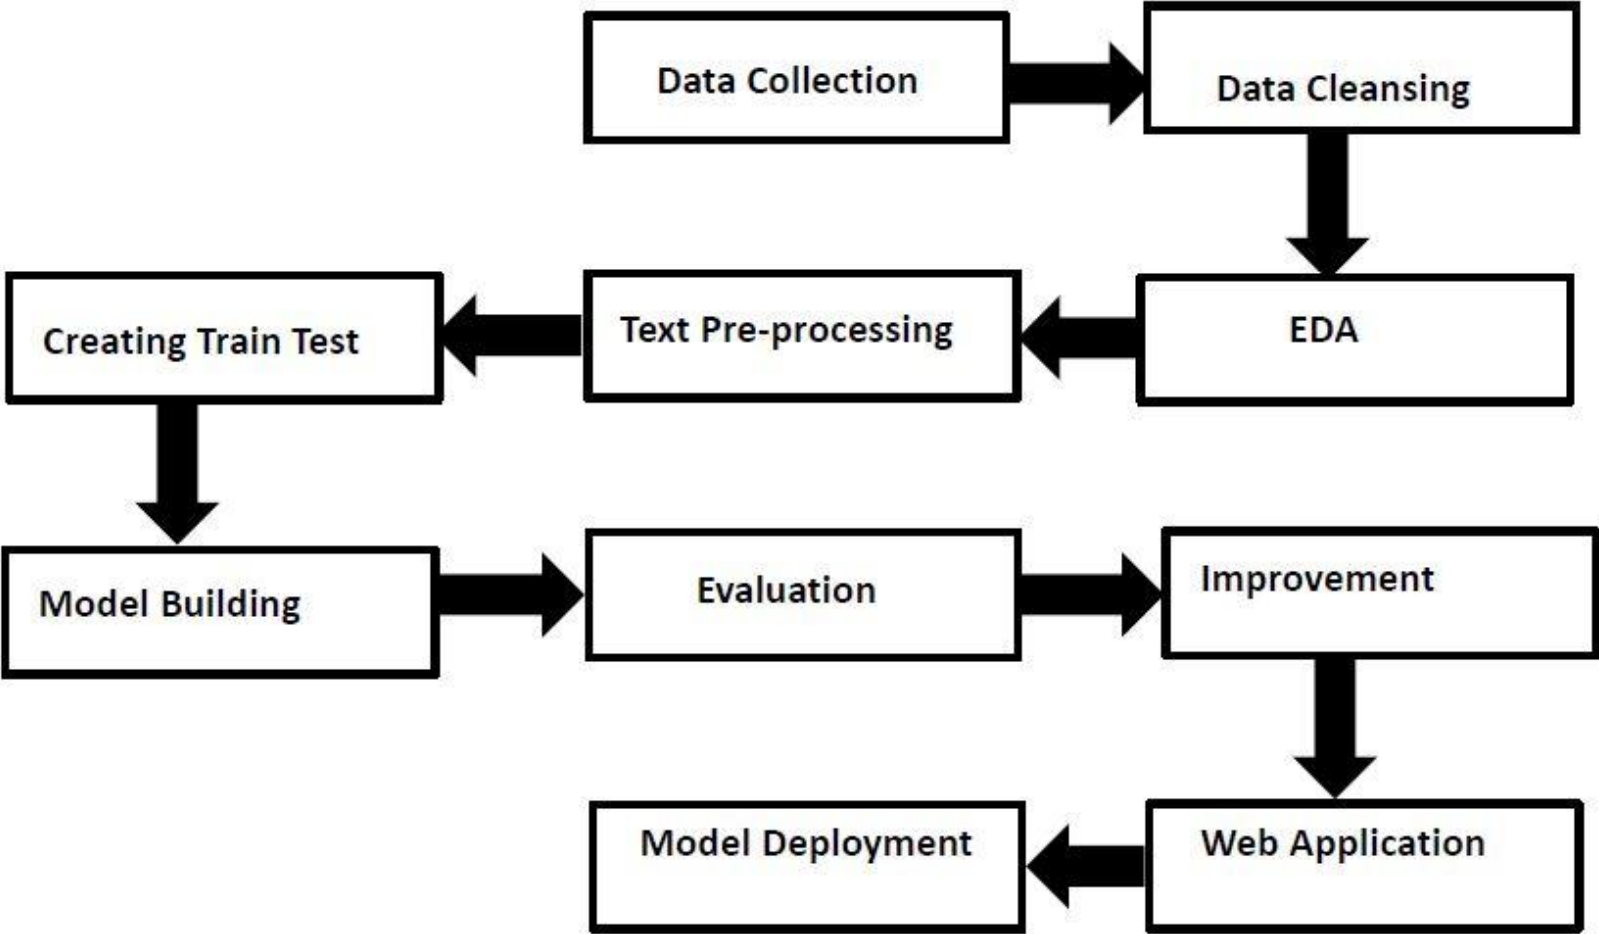 Data Collection
Data Cleansing
EDA
Text Pre-processing
Creating Train Test
Model Building
Evaluation
Improvement
Web Application
Model Deployment